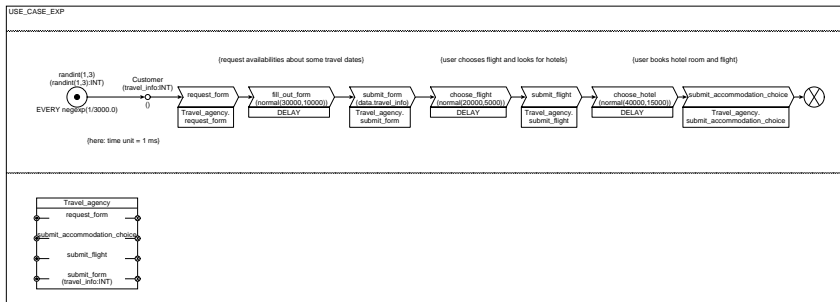 USE_CASE_EXP
{request availabilities about some travel dates}
{user chooses flight and looks for hotels}
{user books hotel room and flight}
randint(1,3)
(randint(1,3):INT)
EVERY negexp(1/3000.0)
Customer
(travel_info:INT)
()
request_form
Travel_agency.
request_form
fill_out_form
(normal(30000,10000))
DELAY
submit_form
(data.travel_info)
Travel_agency.
submit_form
choose_flight
(normal(20000,5000))
DELAY
submit_flight
Travel_agency.
submit_flight
choose_hotel
(normal(40000,15000))
DELAY
submit_accommodation_choice
Travel_agency.
submit_accommodation_choice
{here: time unit = 1 ms}
Travel_agency
request_form
submit_accommodation_choice
submit_flight
submit_form
(travel_info:INT)